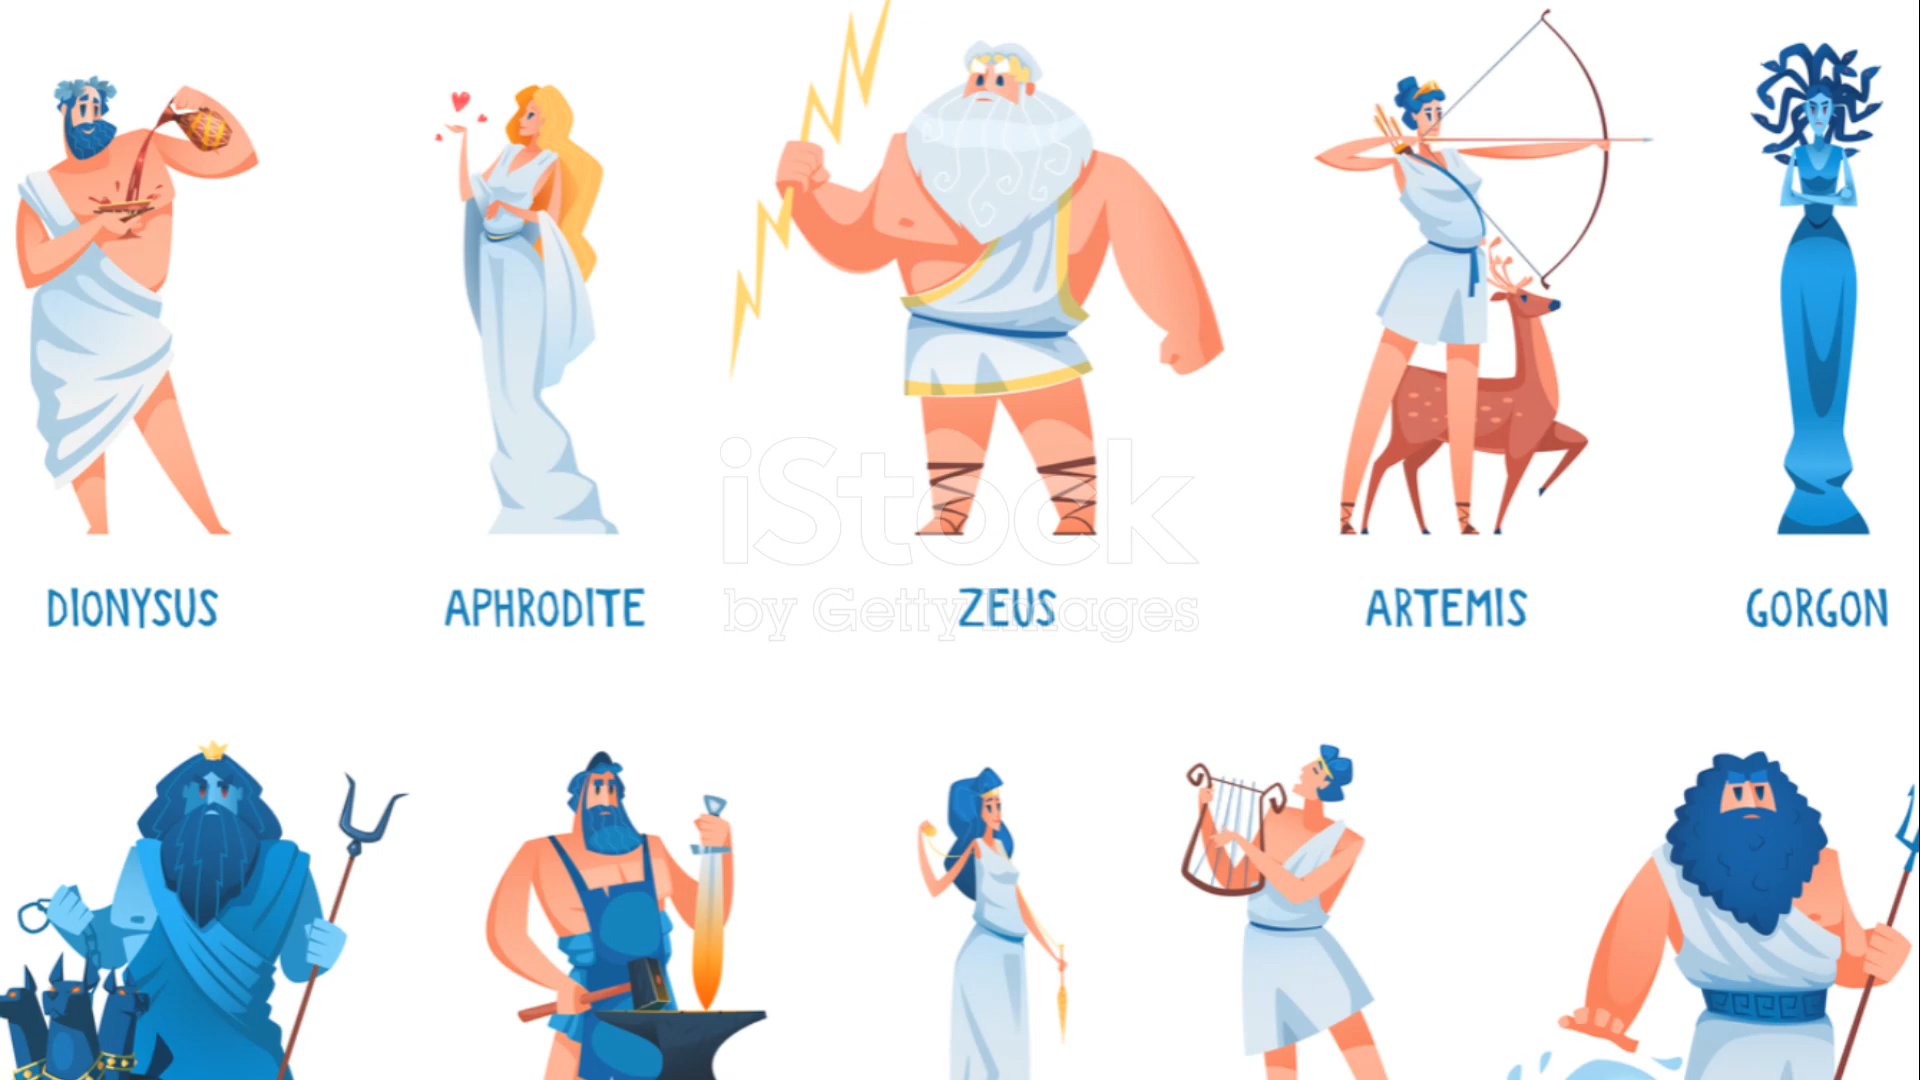 DIONYSUS
APHRODITE
ZEUS
ARTEMIS
GORGON
iStock
by Getty Images